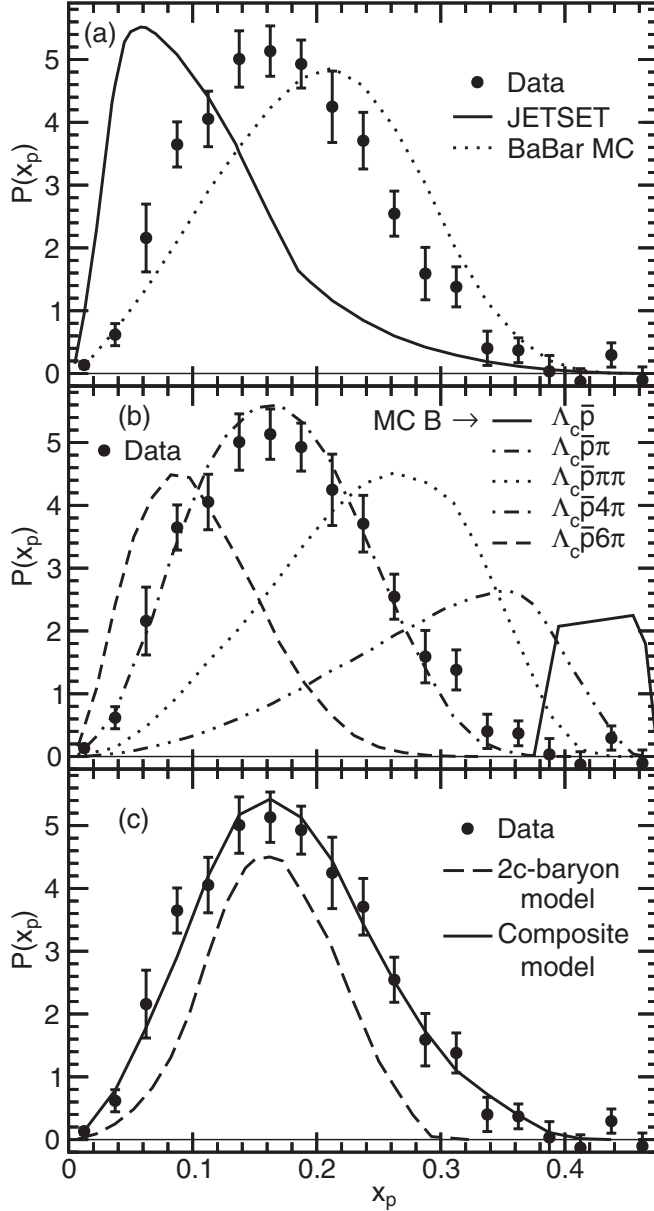 (a)
Data
JETSET
BaBar MC
P(x_p)
5
4
3
2
1
0
(b)
Data
MC B → Λ_c p̄
Λ_c p̄π
Λ_c p̄ππ
Λ_c p̄4π
Λ_c p̄6π
P(x_p)
5
4
3
2
1
0
(c)
Data
2c-baryon
model
Composite
model
P(x_p)
5
4
3
2
1
0
0 0.1 0.2 0.3 0.4
x_p